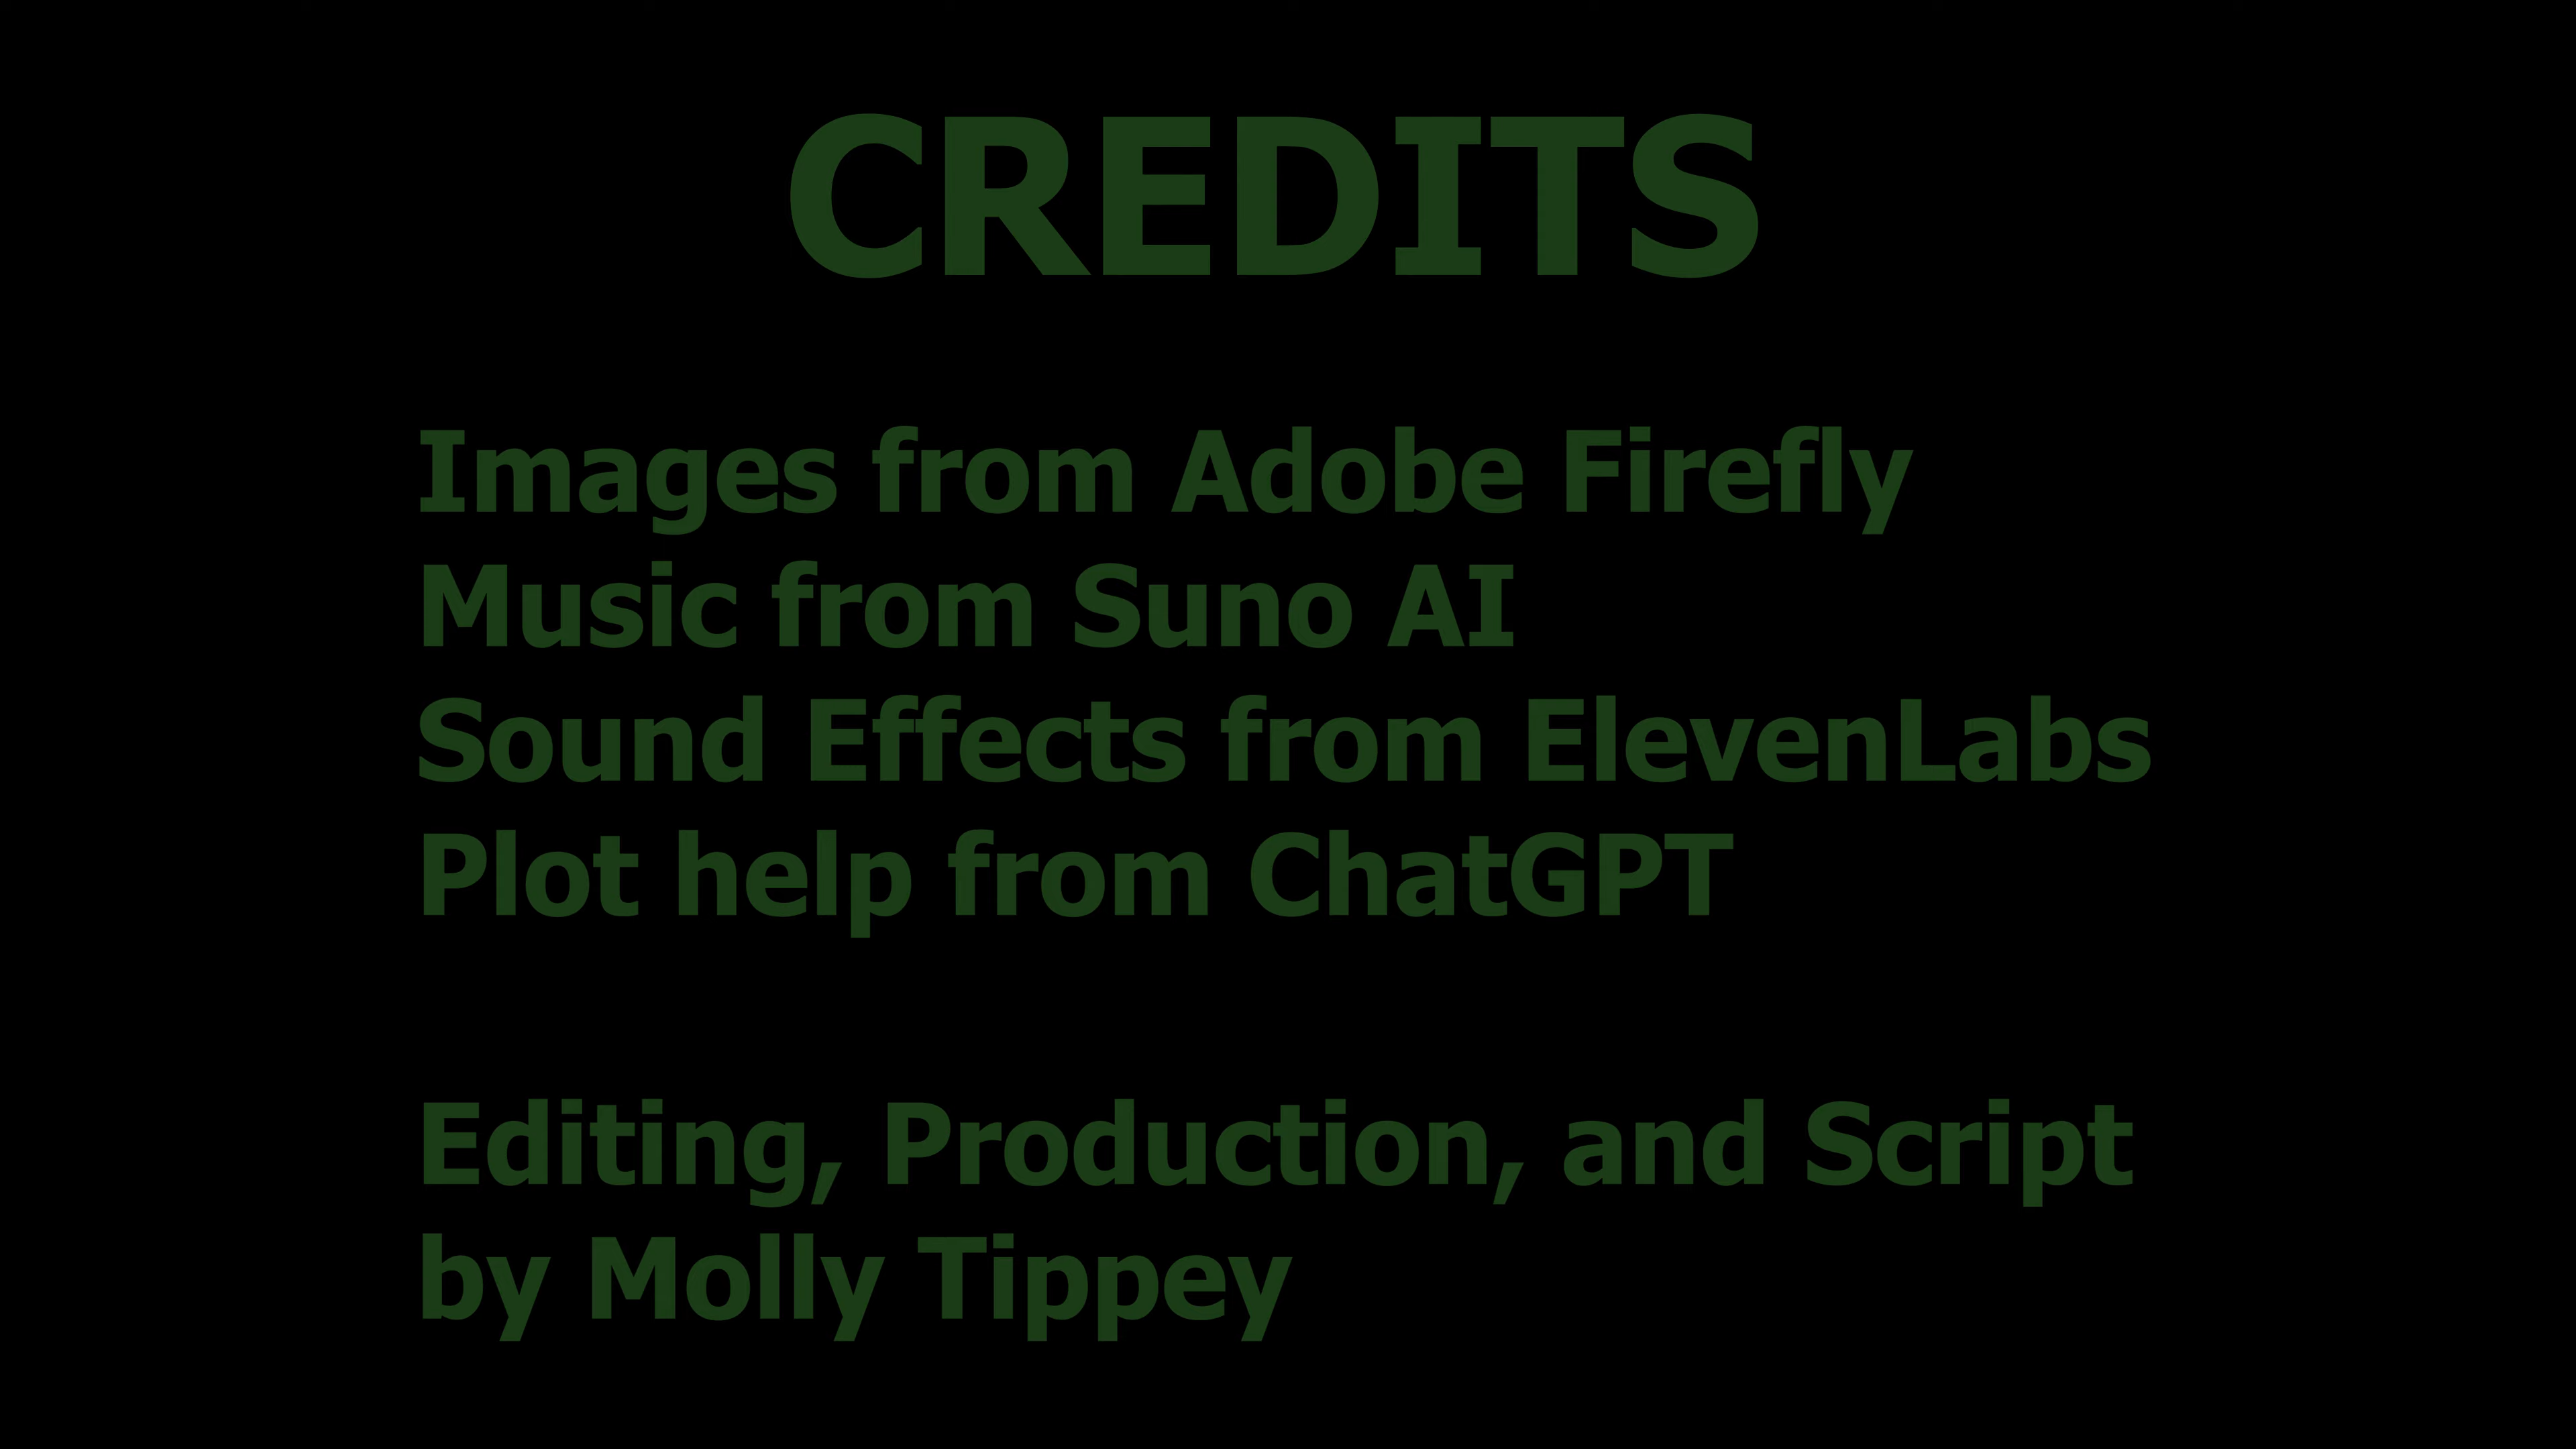 CREDITS
Images from Adobe Firefly
Music from Suno AI
Sound Effects from ElevenLabs
Plot help from ChatGPT
Editing, Production, and Script
by Molly Tippey